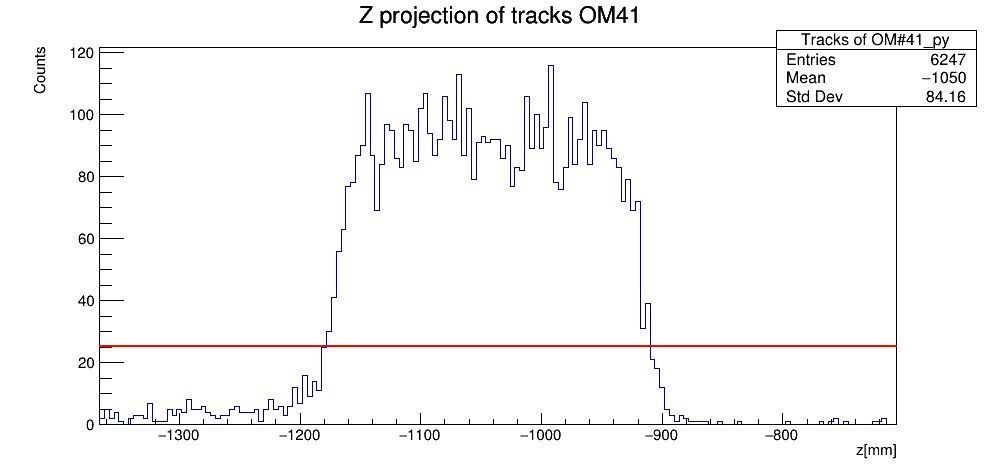 Z projection of tracks OM41
Counts
Tracks of OM#41_py
Entries 6247
Mean −1050
Std Dev 84.16
120
100
80
60
40
20
0
−1300 −1200 −1100 −1000 −900 −800
z[mm]